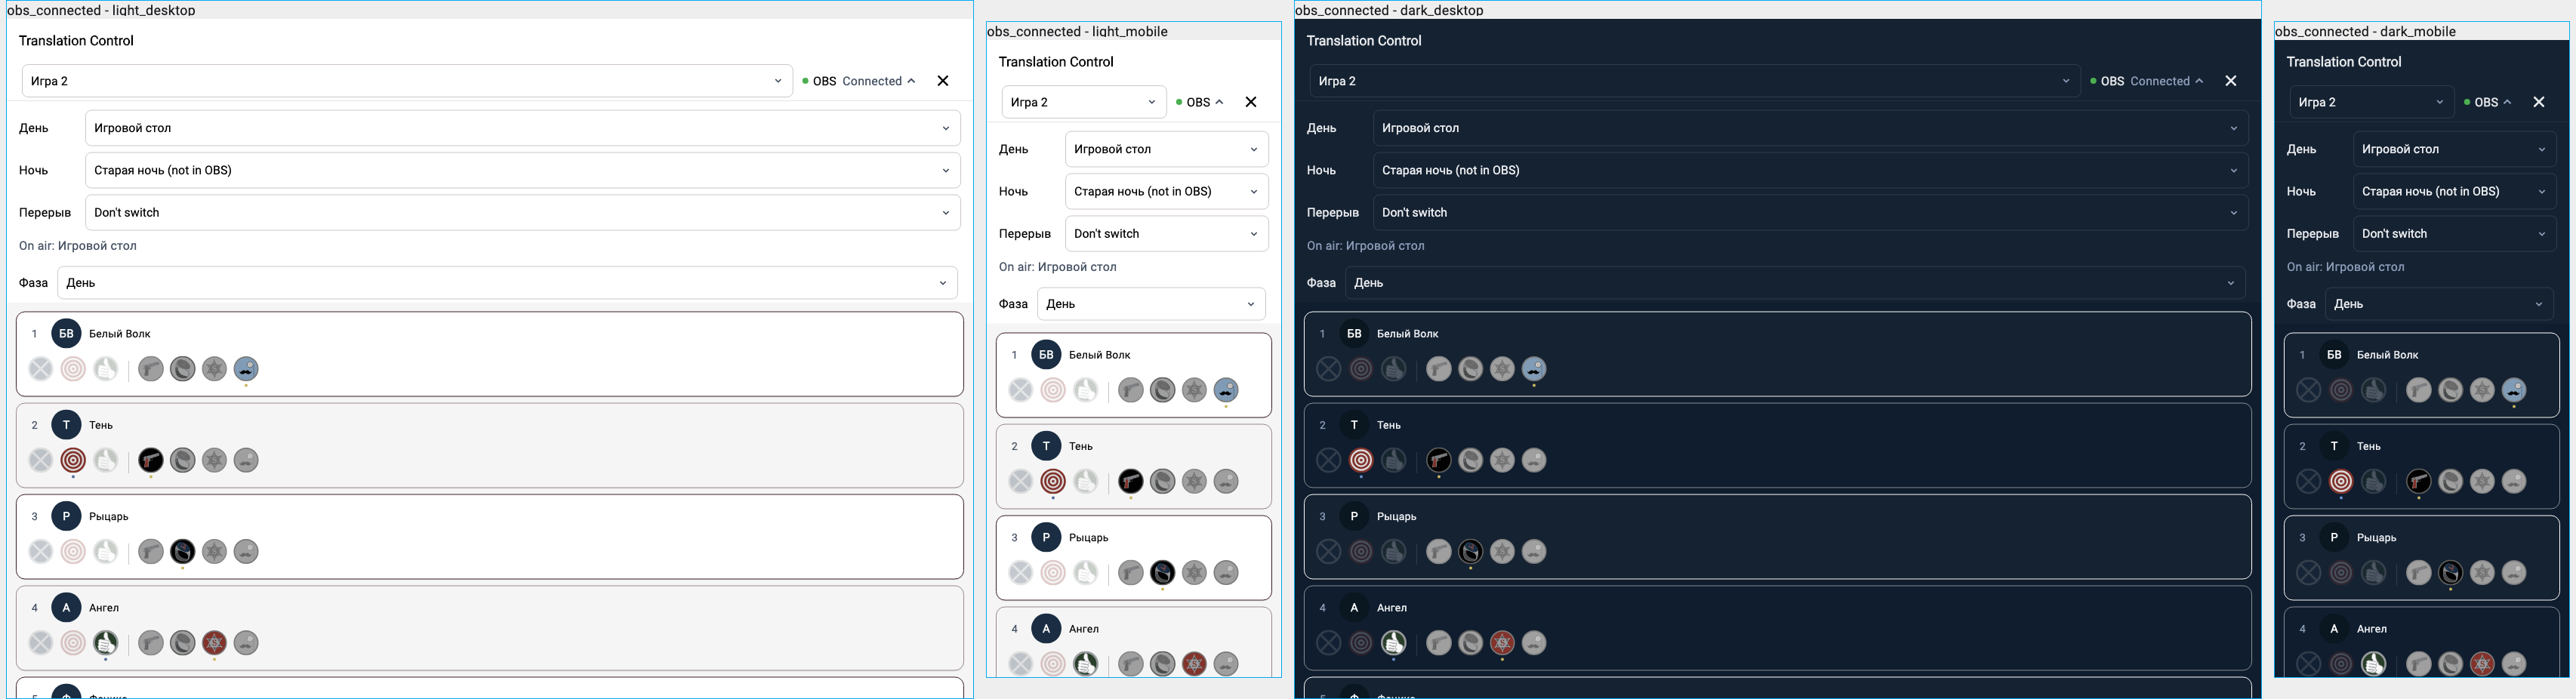 obs_connected - light_desktop
Translation Control
Игра 2
OBS Connected
День
Игровой стол
Ночь
Старая ночь (not in OBS)
Перерыв
Don't switch
On air: Игровой стол
Фаза
День
1 БВ Белый Волк
2 Т Тень
3 Р Рыцарь
4 А Ангел
obs_connected - light_mobile
Translation Control
Игра 2
OBS
День
Игровой стол
Ночь
Старая ночь (not in OBS)
Перерыв
Don't switch
On air: Игровой стол
Фаза
День
1 БВ Белый Волк
2 Т Тень
3 Р Рыцарь
4 А Ангел
obs_connected - dark_desktop
Translation Control
Игра 2
OBS Connected
День
Игровой стол
Ночь
Старая ночь (not in OBS)
Перерыв
Don't switch
On air: Игровой стол
Фаза
День
1 БВ Белый Волк
2 Т Тень
3 Р Рыцарь
4 А Ангел
obs_connected - dark_mobile
Translation Control
Игра 2
OBS
День
Игровой стол
Ночь
Старая ночь (not in OBS)
Перерыв
Don't switch
On air: Игровой стол
Фаза
День
1 БВ Белый Волк
2 Т Тень
3 Р Рыцарь
4 А Ангел